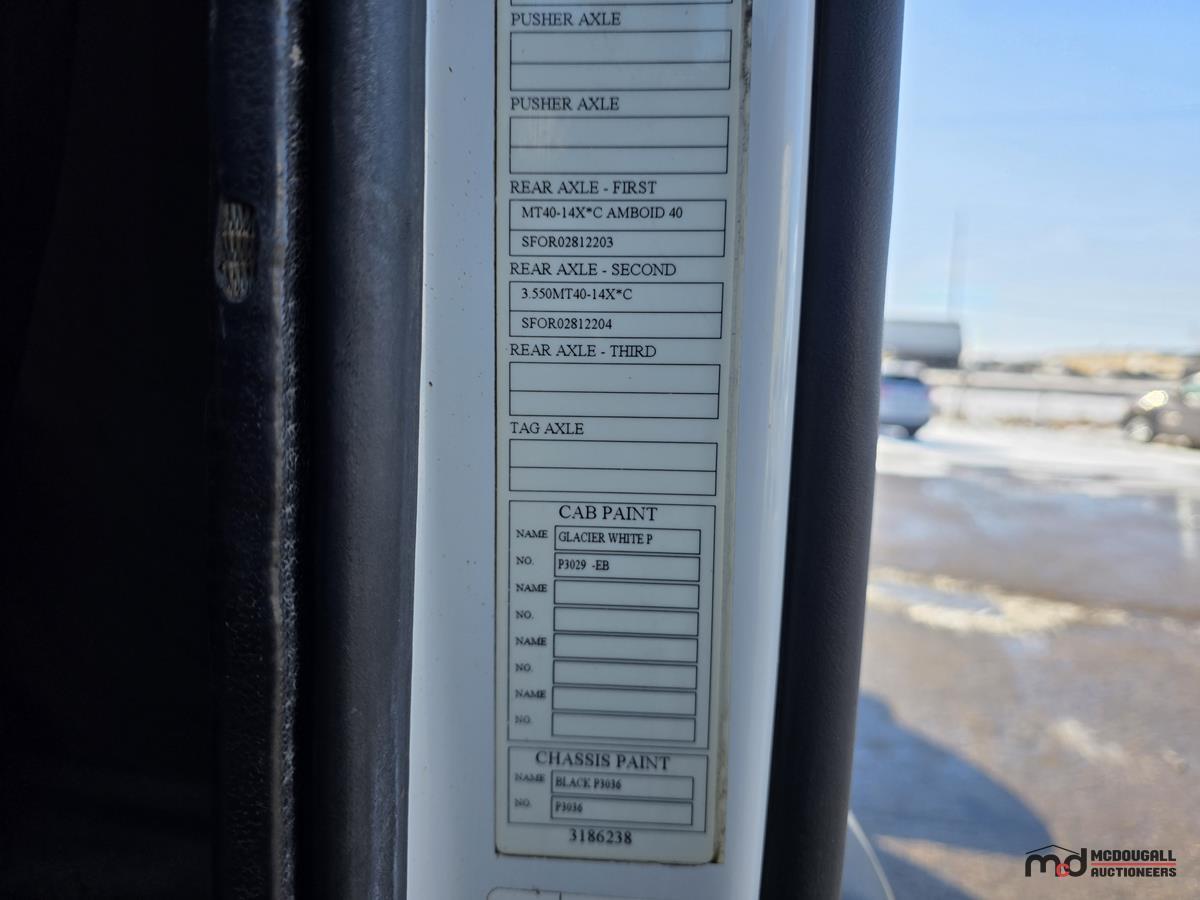 PUSHER AXLE
PUSHER AXLE
REAR AXLE - FIRST
MT40-14X*C AMBOID 40
SFOR02812203
REAR AXLE - SECOND
3.550MT40-14X*C
SFOR02812204
REAR AXLE - THIRD
TAG AXLE
CAB PAINT
NAME GLACIER WHITE P
NO. P3029 -EB
NAME
NO.
NAME
NO.
NAME
NO.
CHASSIS PAINT
NAME BLACK P3036
NO. P3036
3186238
mcd MCDOUGALL
AUCTIONEERS